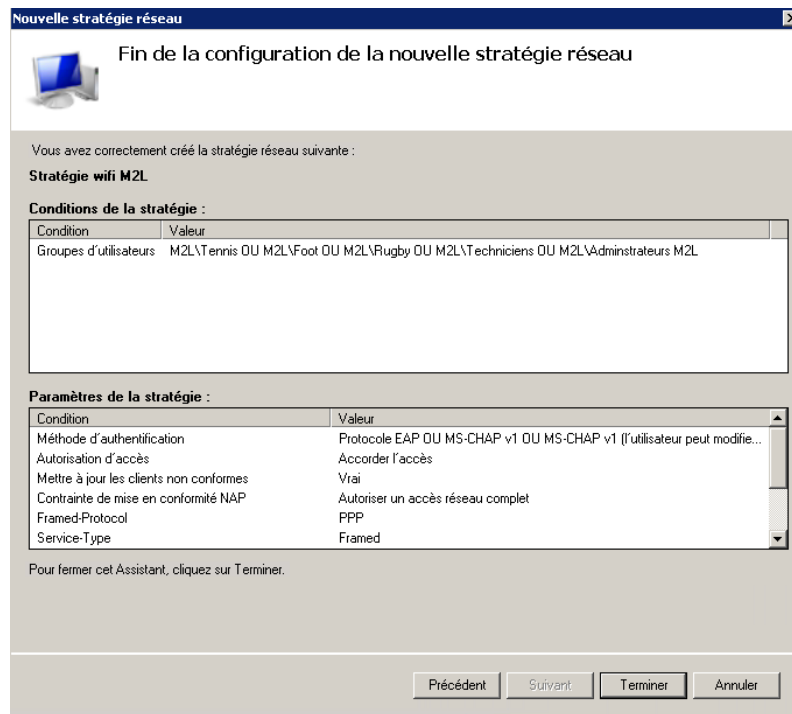 Nouvelle stratégie réseau
Fin de la configuration de la nouvelle stratégie réseau
Vous avez correctement créé la stratégie réseau suivante :
Stratégie wifi M2L
Conditions de la stratégie :
Condition Valeur
Groupes d'utilisateurs M2L\Tennis OU M2L\Foot OU M2L\Rugby OU M2L\Techniciens OU M2L\Adminstrateurs M2L
Paramètres de la stratégie :
Condition Valeur
Méthode d'authentification Protocole EAP OU MS-CHAP v1 OU MS-CHAP v1 (l'utilisateur peut modifie...
Autorisation d'accès Accorder l'accès
Mettre à jour les clients non conformes Vrai
Contrainte de mise en conformité NAP Autoriser un accès réseau complet
Framed-Protocol PPP
Service-Type Framed
Pour fermer cet Assistant, cliquez sur Terminer.
Précédent Suivant Terminer Annuler